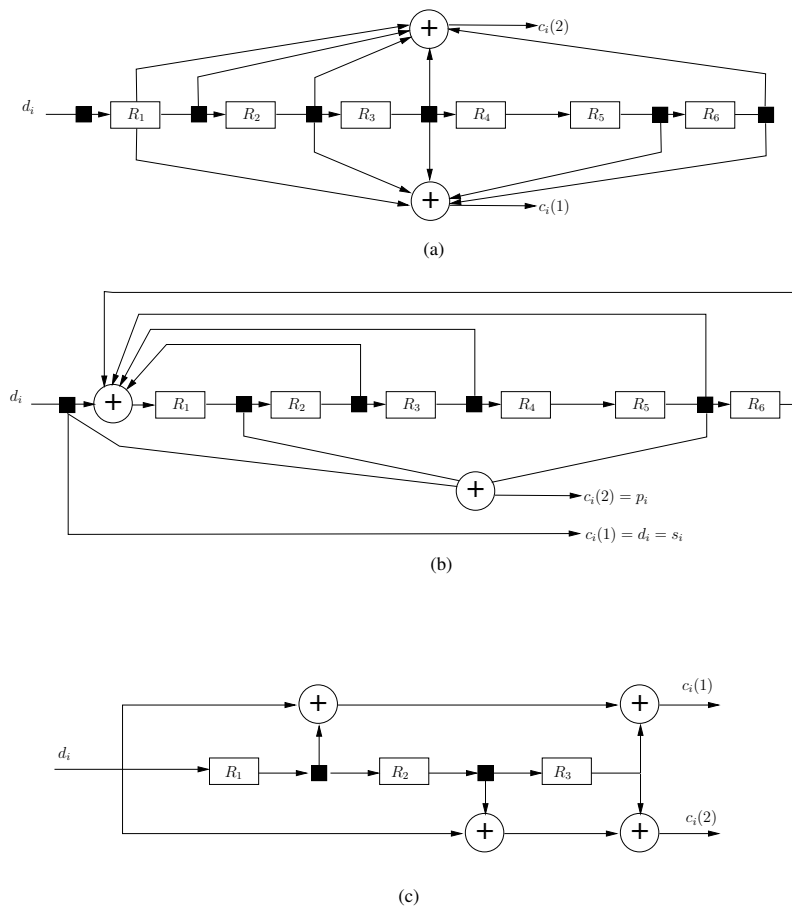 c_i(2)
d_i
R_1 R_2 R_3 R_4 R_5 R_6
+
+
c_i(1)
(a)
d_i
+
R_1 R_2 R_3 R_4 R_5 R_6
+
c_i(2) = p_i
c_i(1) = d_i = s_i
(b)
+ +
c_i(1)
d_i
R_1 R_2 R_3
+ +
c_i(2)
(c)